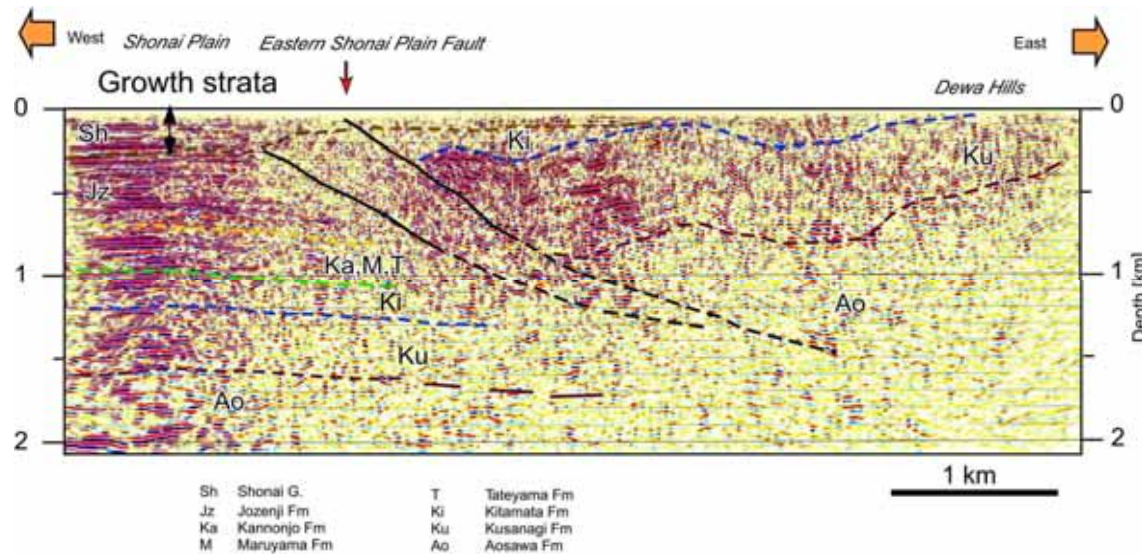 West Shonai Plain Eastern Shonai Plain Fault East
Growth strata Dewa Hills
0 0
Sh Ki Ku
Jz
Ka,M,T
1 1
Ki Ao
Depth [km]
Ku
Ao
2 2
1 km
Sh Shonai G. T Tateyama Fm
Jz Jozenji Fm Ki Kitamata Fm
Ka Kannonjo Fm Ku Kusanagi Fm
M Maruyama Fm Ao Aosawa Fm